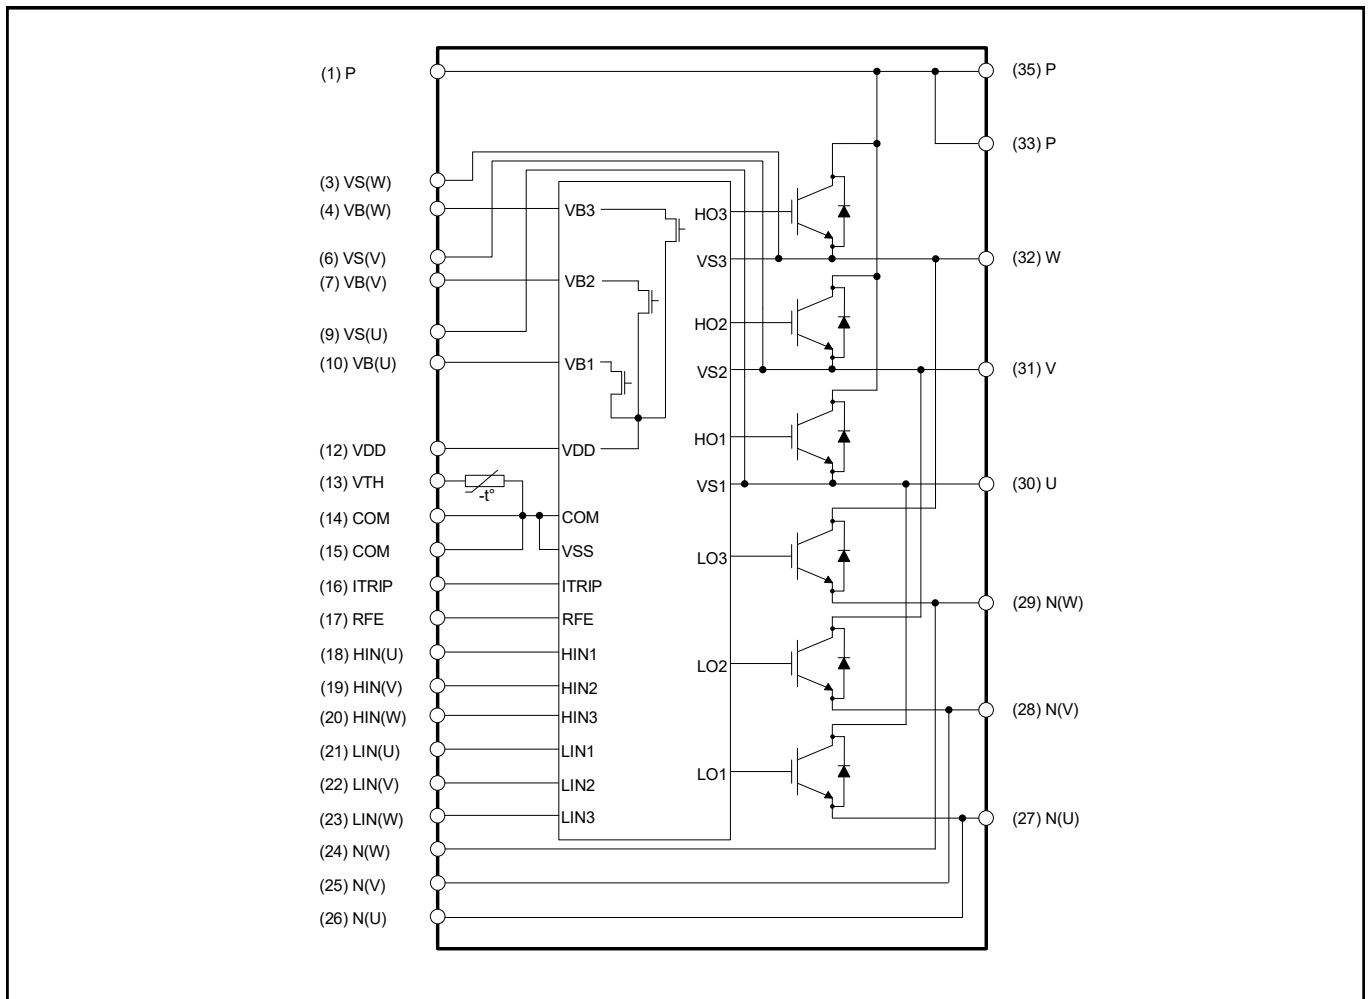 (1) P
(3) VS(W)
(4) VB(W)
(6) VS(V)
(7) VB(V)
(9) VS(U)
(10) VB(U)
(12) VDD
(13) VTH
(14) COM
(15) COM
(16) ITRIP
(17) RFE
(18) HIN(U)
(19) HIN(V)
(20) HIN(W)
(21) LIN(U)
(22) LIN(V)
(23) LIN(W)
(24) N(W)
(25) N(V)
(26) N(U)
-t°
VB3
VB2
VB1
VDD
COM
VSS
ITRIP
RFE
HIN1
HIN2
HIN3
LIN1
LIN2
LIN3
HO3
VS3
HO2
VS2
HO1
VS1
LO3
LO2
LO1
(35) P
(33) P
(32) W
(31) V
(30) U
(29) N(W)
(28) N(V)
(27) N(U)